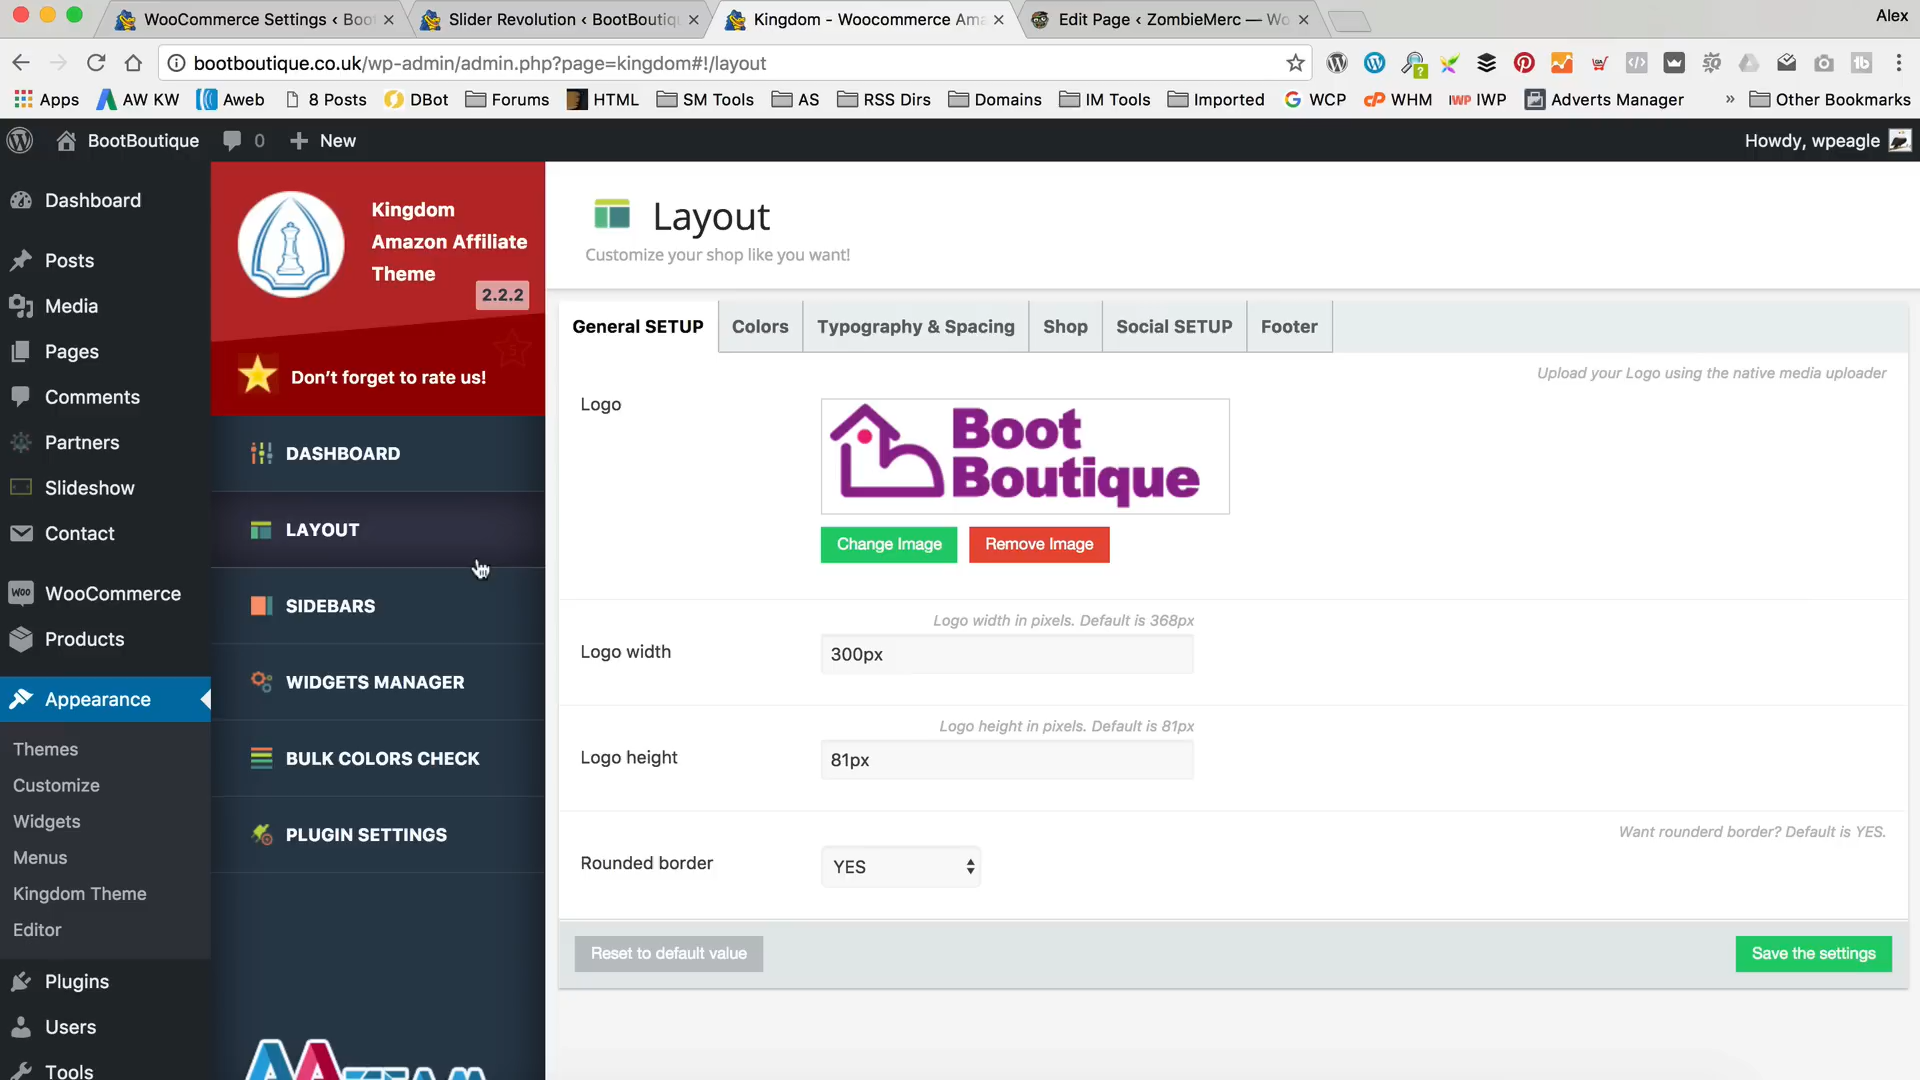 WooCommerce Settings ‹ Boot
Slider Revolution ‹ BootBoutiqu
Kingdom - Woocommerce Ama
Edit Page ‹ ZombieMerc — Wo
Alex
bootboutique.co.uk/wp-admin/admin.php?page=kingdom#!/layout
Apps
AW KW
Aweb
8 Posts
DBot
Forums
HTML
SM Tools
AS
RSS Dirs
Domains
IM Tools
Imported
WCP
WHM
IWP IWP
Adverts Manager
»
Other Bookmarks
BootBoutique
0
New
Howdy, wpeagle
Dashboard
Posts
Media
Pages
Comments
Partners
Slideshow
Contact
WooCommerce
Products
Appearance
Themes
Customize
Widgets
Menus
Kingdom Theme
Editor
Plugins
Users
Tools
Kingdom
Amazon Affiliate
Theme
2.2.2
Don't forget to rate us!
DASHBOARD
LAYOUT
SIDEBARS
WIDGETS MANAGER
BULK COLORS CHECK
PLUGIN SETTINGS
Layout
Customize your shop like you want!
General SETUP
Colors
Typography & Spacing
Shop
Social SETUP
Footer
Upload your Logo using the native media uploader
Logo
Boot
Boutique
Change Image
Remove Image
Logo width in pixels. Default is 368px
Logo width
300px
Logo height in pixels. Default is 81px
Logo height
81px
Want rounderd border? Default is YES.
Rounded border
YES
Reset to default value
Save the settings